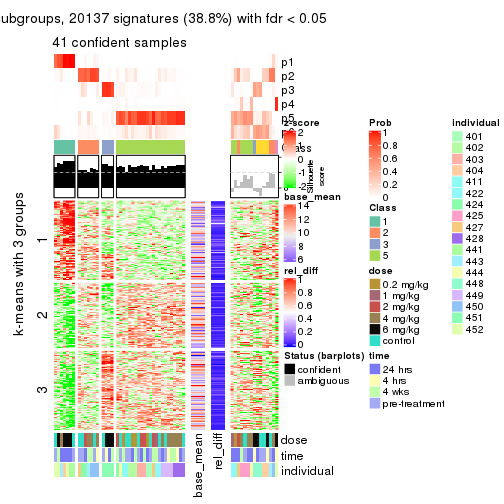 ubgroups, 20137 signatures (38.8%) with fdr < 0.05
41 confident samples
p1
p2
p3
p4
p5
Silhouette
score
k-means with 3 groups
1
2
3
base_mean
rel_diff
dose
time
individual
z-score
2
0
-2
base_mean
14
12
10
8
6
rel_diff
1
0.8
0.6
0.4
0.2
0
Status (barplots)
confident
ambiguous
Prob
1
0.8
0.6
0.4
0.2
0
Class
1
2
3
5
dose
0.2 mg/kg
1 mg/kg
2 mg/kg
4 mg/kg
6 mg/kg
control
time
24 hrs
4 hrs
4 wks
pre-treatment
individual
401
402
403
404
411
422
424
425
427
428
441
443
444
448
449
450
451
452